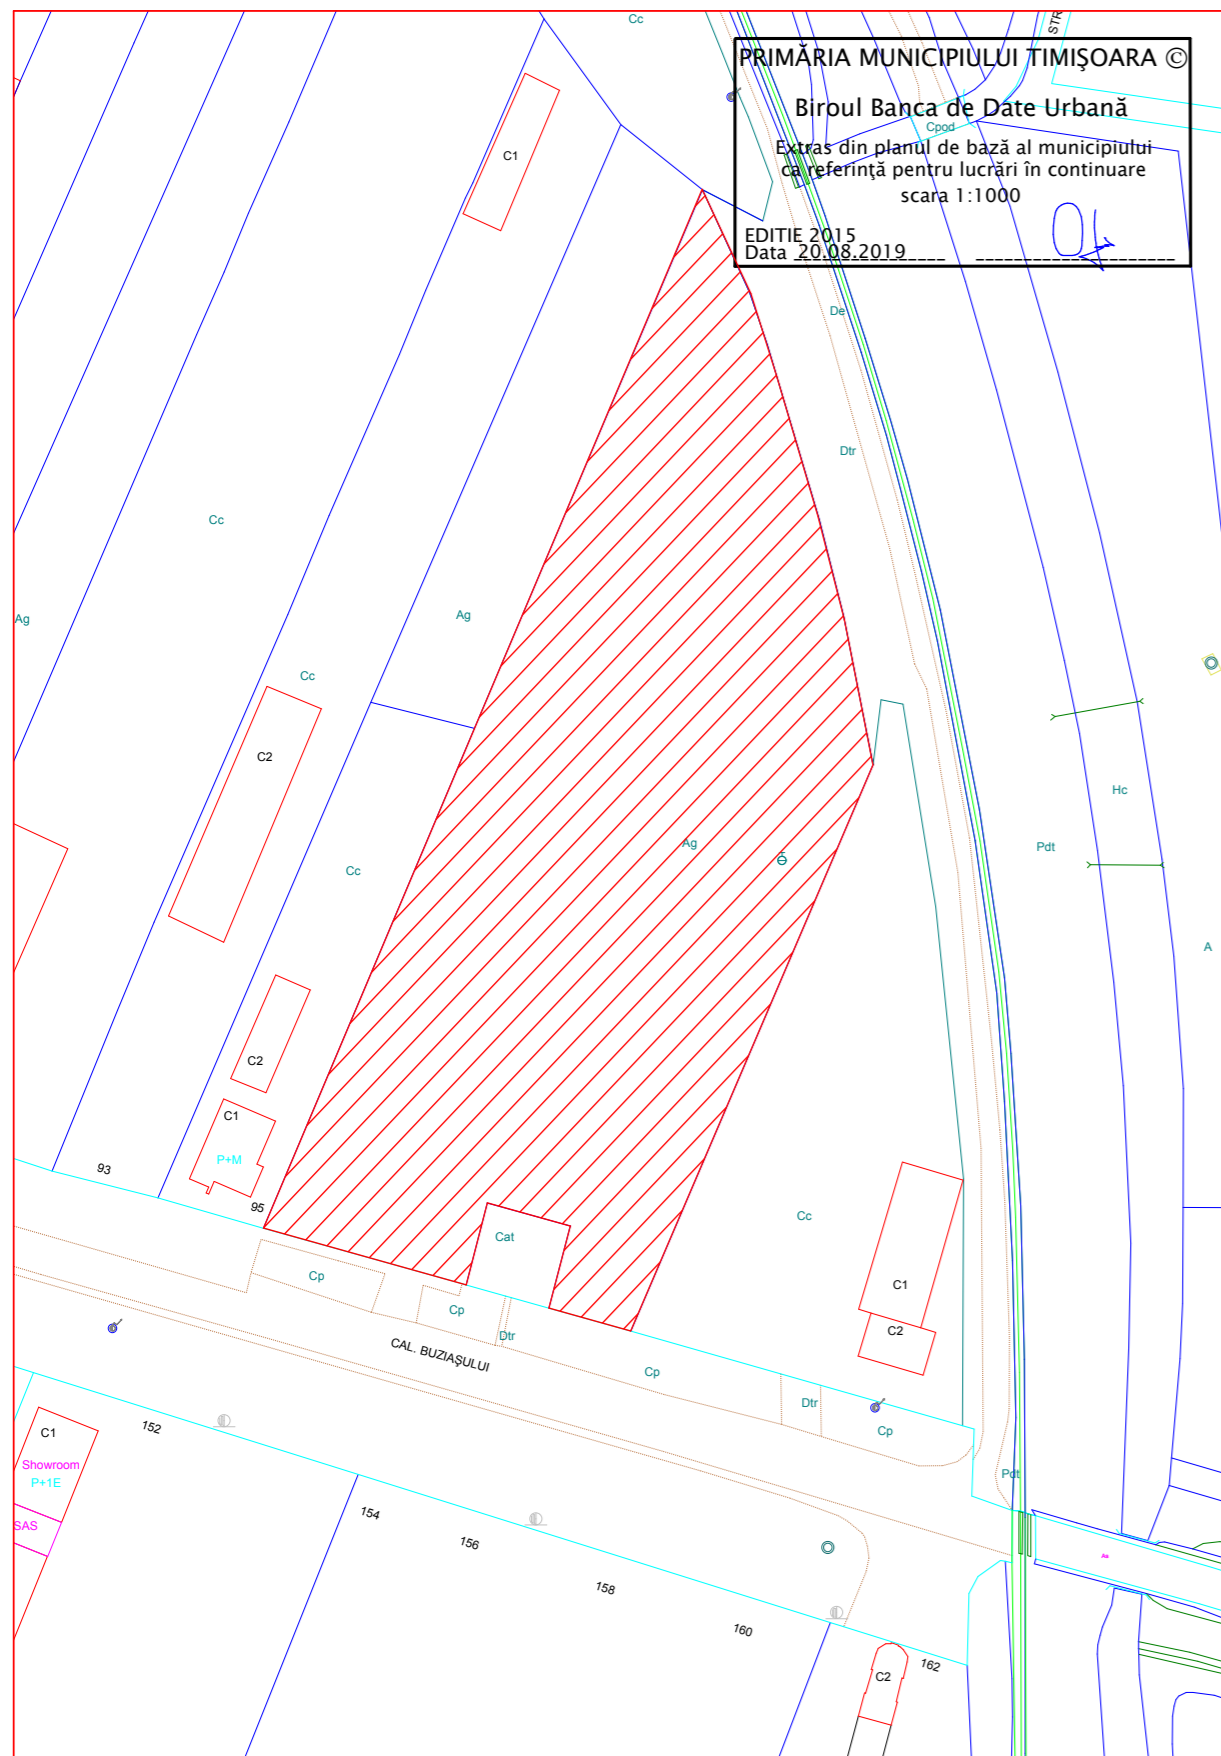 Cc
STR
PRIMĂRIA MUNICIPIULUI TIMIŞOARA ©
Biroul Banca de Date Urbană
Cpod
Extras din planul de bază al municipiului
ca referinţă pentru lucrări în continuare
scara 1:1000
EDITIE 2015
Data 20.08.2019
C1
De
Dtr
Cc
Ag
Ag
Cc
C2
Hc
Ag
Pdt
Cc
A
C2
C1
P+M
93
95
Cc
Cat
Cp
C1
Cp
Dtr
C2
CAL. BUZIAŞULUI
Cp
Dtr
Cp
152
C1
Showroom
P+1E
Pdt
154
SAS
156
Aa
158
160
162
C2